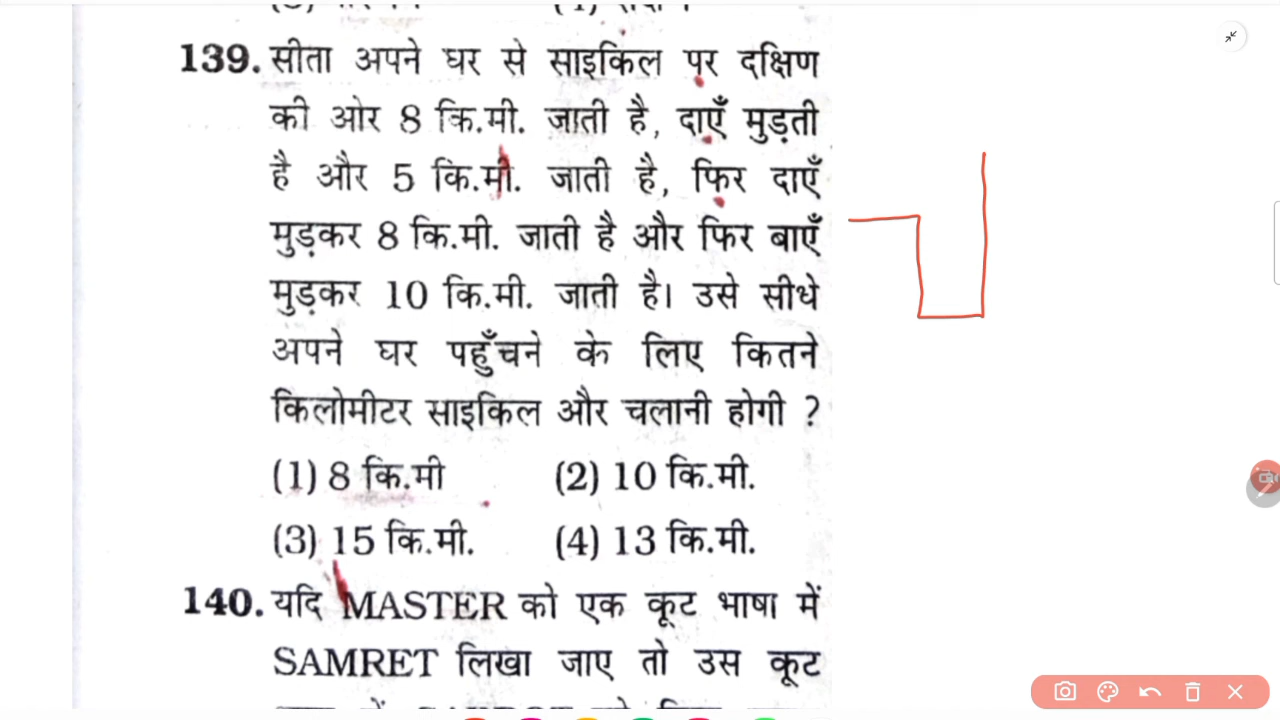 139. सीता अपने घर से साइकिल पर दक्षिण
की ओर 8 कि.मी. जाती है, दाएँ मुड़ती
है और 5 कि.मी. जाती है, फिर दाएँ
मुड़कर 8 कि.मी. जाती है और फिर बाएँ
मुड़कर 10 कि.मी. जाती है। उसे सीधे
अपने घर पहुँचने के लिए कितने
किलोमीटर साइकिल और चलानी होगी ?
(1) 8 कि.मी (2) 10 कि.मी.
(3) 15 कि.मी. (4) 13 कि.मी.
140. यदि MASTER को एक कूट भाषा में
SAMRET लिखा जाए तो उस कूट